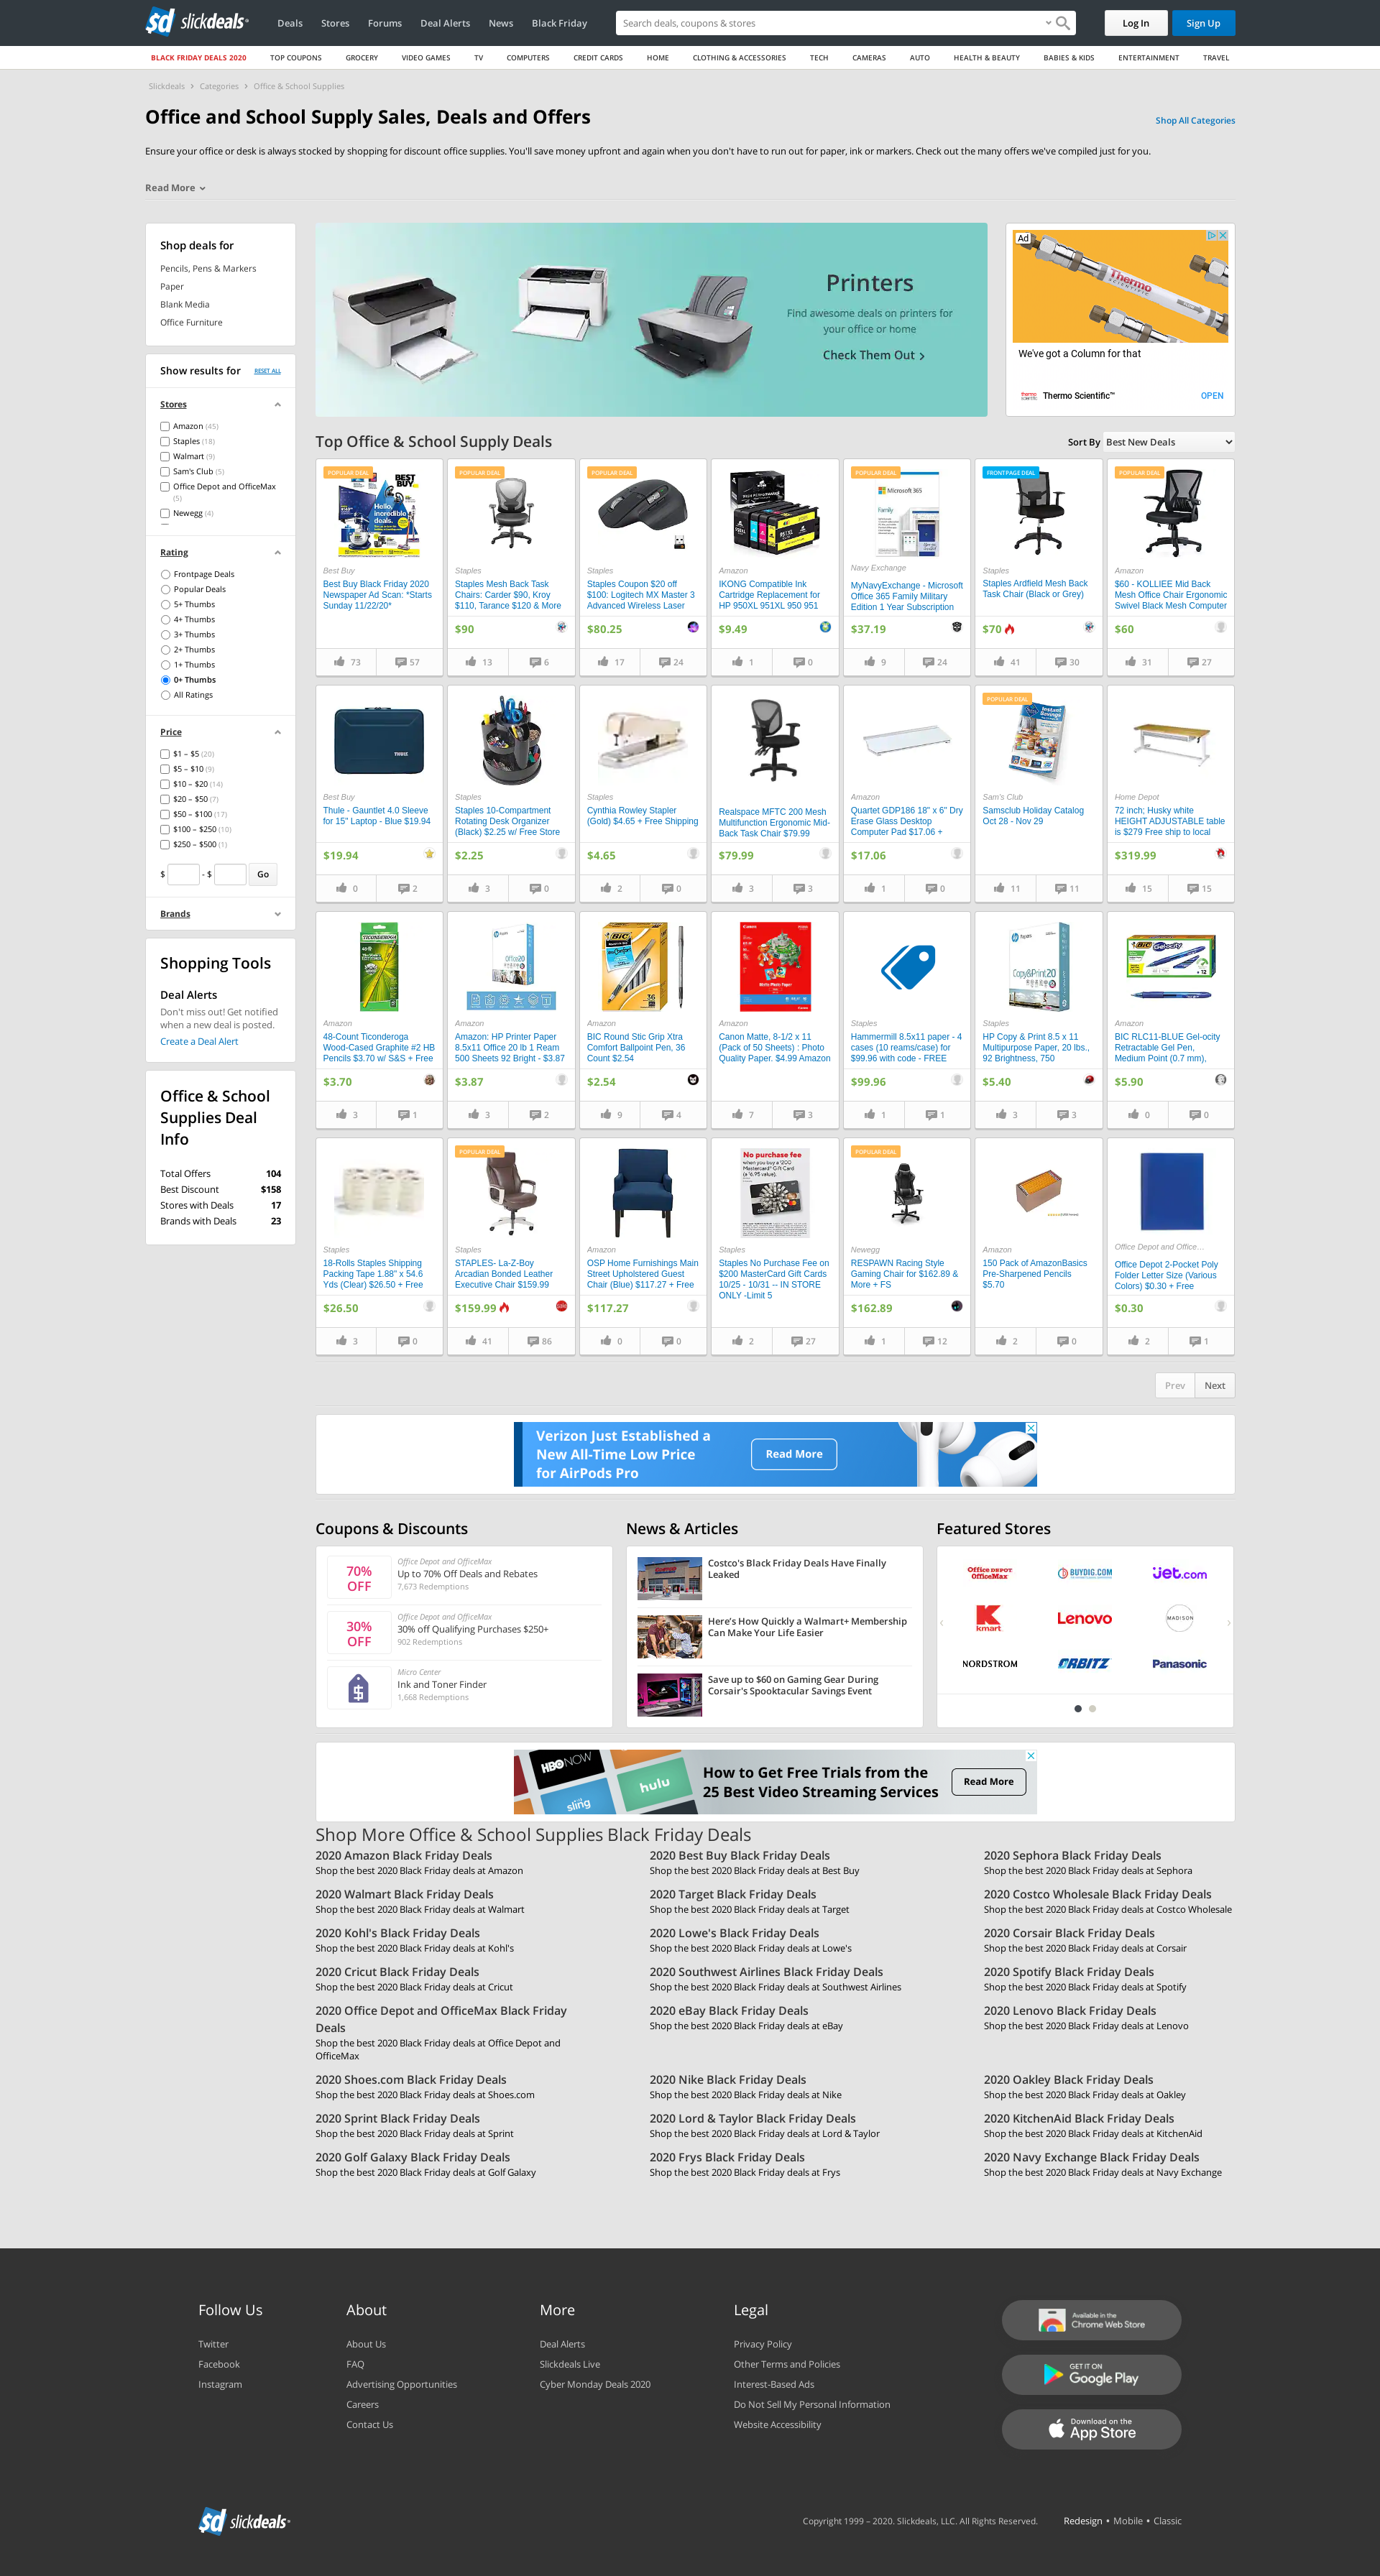 slickdeals
Deals
Stores
Forums
Deal Alerts
News
Black Friday
Search deals, coupons & stores
Log In
Sign Up
BLACK FRIDAY DEALS 2020
TOP COUPONS
GROCERY
VIDEO GAMES
TV
COMPUTERS
CREDIT CARDS
HOME
CLOTHING & ACCESSORIES
TECH
CAMERAS
AUTO
HEALTH & BEAUTY
BABIES & KIDS
ENTERTAINMENT
TRAVEL
Slickdeals › Categories › Office & School Supplies
Office and School Supply Sales, Deals and Offers
Shop All Categories
Ensure your office or desk is always stocked by shopping for discount office supplies. You'll save money upfront and again when you don't have to run out for paper, ink or markers. Check out the many offers we've compiled just for you.
Read More
Shop deals for
Pencils, Pens & Markers
Paper
Blank Media
Office Furniture
Show results for
RESET ALL
Stores
Amazon (45)
Staples (18)
Walmart (9)
Sam's Club (5)
Office Depot and OfficeMax
(5)
Newegg (4)
Rating
Frontpage Deals
Popular Deals
5+ Thumbs
4+ Thumbs
3+ Thumbs
2+ Thumbs
1+ Thumbs
0+ Thumbs
All Ratings
Price
$1 – $5 (20)
$5 – $10 (9)
$10 – $20 (14)
$20 – $50 (7)
$50 – $100 (17)
$100 – $250 (10)
$250 – $500 (1)
$ - $ Go
Brands
Shopping Tools
Deal Alerts
Don't miss out! Get notified
when a new deal is posted.
Create a Deal Alert
Office & School
Supplies Deal
Info
Total Offers 104
Best Discount $158
Stores with Deals 17
Brands with Deals 23
Printers
Find awesome deals on printers for
your office or home
Check Them Out
Ad
Thermo
SCIENTIFIC
We've got a Column for that
Thermo Scientific™
OPEN
Top Office & School Supply Deals
Sort By Best New Deals
POPULAR DEAL
BEST BUY
Hello, incredible deals.
Best Buy
Best Buy Black Friday 2020
Newspaper Ad Scan: *Starts
Sunday 11/22/20*
73
57
POPULAR DEAL
Staples
Staples Mesh Back Task
Chairs: Carder $90, Kroy
$110, Tarance $120 & More
$90
13
6
POPULAR DEAL
Staples
Staples Coupon $20 off
$100: Logitech MX Master 3
Advanced Wireless Laser
$80.25
17
24
Amazon
IKONG Compatible Ink
Cartridge Replacement for
HP 950XL 951XL 950 951
$9.49
1
0
POPULAR DEAL
Microsoft 365
Family
Navy Exchange
MyNavyExchange - Microsoft
Office 365 Family Military
Edition 1 Year Subscription
$37.19
9
24
FRONTPAGE DEAL
Staples
Staples Ardfield Mesh Back
Task Chair (Black or Grey)
$70
41
30
POPULAR DEAL
Amazon
$60 - KOLLIEE Mid Back
Mesh Office Chair Ergonomic
Swivel Black Mesh Computer
$60
31
27
THULE
Best Buy
Thule - Gauntlet 4.0 Sleeve
for 15" Laptop - Blue $19.94
$19.94
0
2
Staples
Staples 10-Compartment
Rotating Desk Organizer
(Black) $2.25 w/ Free Store
$2.25
3
0
Staples
Cynthia Rowley Stapler
(Gold) $4.65 + Free Shipping
$4.65
2
0
Realspace MFTC 200 Mesh
Multifunction Ergonomic Mid-
Back Task Chair $79.99
$79.99
3
3
Amazon
Quartet GDP186 18" x 6" Dry
Erase Glass Desktop
Computer Pad $17.06 +
$17.06
1
0
POPULAR DEAL
Sam's Club
Samsclub Holiday Catalog
Oct 28 - Nov 29
11
11
Home Depot
72 inch; Husky white
HEIGHT ADJUSTABLE table
is $279 Free ship to local
$319.99
15
15
TICONDEROGA
Amazon
48-Count Ticonderoga
Wood-Cased Graphite #2 HB
Pencils $3.70 w/ S&S + Free
$3.70
3
1
Office20
Amazon
Amazon: HP Printer Paper
8.5x11 Office 20 lb 1 Ream
500 Sheets 92 Bright - $3.87
$3.87
3
2
BIC
36
Amazon
BIC Round Stic Grip Xtra
Comfort Ballpoint Pen, 36
Count $2.54
$2.54
9
4
Canon
Amazon
Canon Matte, 8-1/2 x 11
(Pack of 50 Sheets) : Photo
Quality Paper. $4.99 Amazon
7
3
Staples
Hammermill 8.5x11 paper - 4
cases (10 reams/case) for
$99.96 with code - FREE
$99.96
1
1
Copy&Print20
Staples
HP Copy & Print 8.5 x 11
Multipurpose Paper, 20 lbs.,
92 Brightness, 750
$5.40
3
3
BIC Gelocity
12
Amazon
BIC RLC11-BLUE Gel-ocity
Retractable Gel Pen,
Medium Point (0.7 mm),
$5.90
0
0
Staples
18-Rolls Staples Shipping
Packing Tape 1.88" x 54.6
Yds (Clear) $26.50 + Free
$26.50
3
0
POPULAR DEAL
Staples
STAPLES- La-Z-Boy
Arcadian Bonded Leather
Executive Chair $159.99
$159.99
41
86
Amazon
OSP Home Furnishings Main
Street Upholstered Guest
Chair (Blue) $117.27 + Free
$117.27
0
0
No purchase fee
when you buy a $200
Mastercard® Gift Card
(a $6.95 value).
Staples
Staples No Purchase Fee on
$200 MasterCard Gift Cards
10/25 - 10/31 -- IN STORE
ONLY -Limit 5
2
27
POPULAR DEAL
Newegg
RESPAWN Racing Style
Gaming Chair for $162.89 &
More + FS
$162.89
1
12
Amazon
150 Pack of AmazonBasics
Pre-Sharpened Pencils
$5.70
2
0
Office Depot and Office…
Office Depot 2-Pocket Poly
Folder Letter Size (Various
Colors) $0.30 + Free
$0.30
2
1
Prev
Next
Verizon Just Established a
New All-Time Low Price
for AirPods Pro
Read More
Coupons & Discounts
70%
OFF
Office Depot and OfficeMax
Up to 70% Off Deals and Rebates
7,673 Redemptions
30%
OFF
Office Depot and OfficeMax
30% off Qualifying Purchases $250+
902 Redemptions
Micro Center
Ink and Toner Finder
1,668 Redemptions
News & Articles
Costco's Black Friday Deals Have Finally
Leaked
Here's How Quickly a Walmart+ Membership
Can Make Your Life Easier
Save up to $60 on Gaming Gear During
Corsair's Spooktacular Savings Event
Featured Stores
Office DEPOT
OfficeMax
BUYDIG.COM
Jet.com
kmart
Lenovo
MADISON
NORDSTROM
ORBITZ
Panasonic
HBO NOW
hulu
sling
How to Get Free Trials from the
25 Best Video Streaming Services
Read More
Shop More Office & School Supplies Black Friday Deals
2020 Amazon Black Friday Deals
Shop the best 2020 Black Friday deals at Amazon
2020 Best Buy Black Friday Deals
Shop the best 2020 Black Friday deals at Best Buy
2020 Sephora Black Friday Deals
Shop the best 2020 Black Friday deals at Sephora
2020 Walmart Black Friday Deals
Shop the best 2020 Black Friday deals at Walmart
2020 Target Black Friday Deals
Shop the best 2020 Black Friday deals at Target
2020 Costco Wholesale Black Friday Deals
Shop the best 2020 Black Friday deals at Costco Wholesale
2020 Kohl's Black Friday Deals
Shop the best 2020 Black Friday deals at Kohl's
2020 Lowe's Black Friday Deals
Shop the best 2020 Black Friday deals at Lowe's
2020 Corsair Black Friday Deals
Shop the best 2020 Black Friday deals at Corsair
2020 Cricut Black Friday Deals
Shop the best 2020 Black Friday deals at Cricut
2020 Southwest Airlines Black Friday Deals
Shop the best 2020 Black Friday deals at Southwest Airlines
2020 Spotify Black Friday Deals
Shop the best 2020 Black Friday deals at Spotify
2020 Office Depot and OfficeMax Black Friday
Deals
Shop the best 2020 Black Friday deals at Office Depot and
OfficeMax
2020 eBay Black Friday Deals
Shop the best 2020 Black Friday deals at eBay
2020 Lenovo Black Friday Deals
Shop the best 2020 Black Friday deals at Lenovo
2020 Shoes.com Black Friday Deals
Shop the best 2020 Black Friday deals at Shoes.com
2020 Nike Black Friday Deals
Shop the best 2020 Black Friday deals at Nike
2020 Oakley Black Friday Deals
Shop the best 2020 Black Friday deals at Oakley
2020 Sprint Black Friday Deals
Shop the best 2020 Black Friday deals at Sprint
2020 Lord & Taylor Black Friday Deals
Shop the best 2020 Black Friday deals at Lord & Taylor
2020 KitchenAid Black Friday Deals
Shop the best 2020 Black Friday deals at KitchenAid
2020 Golf Galaxy Black Friday Deals
Shop the best 2020 Black Friday deals at Golf Galaxy
2020 Frys Black Friday Deals
Shop the best 2020 Black Friday deals at Frys
2020 Navy Exchange Black Friday Deals
Shop the best 2020 Black Friday deals at Navy Exchange
Follow Us
Twitter
Facebook
Instagram
About
About Us
FAQ
Advertising Opportunities
Careers
Contact Us
More
Deal Alerts
Slickdeals Live
Cyber Monday Deals 2020
Legal
Privacy Policy
Other Terms and Policies
Interest-Based Ads
Do Not Sell My Personal Information
Website Accessibility
Available in the
Chrome Web Store
GET IT ON
Google Play
Download on the
App Store
slickdeals
Copyright 1999 – 2020. Slickdeals, LLC. All Rights Reserved.
Redesign • Mobile • Classic